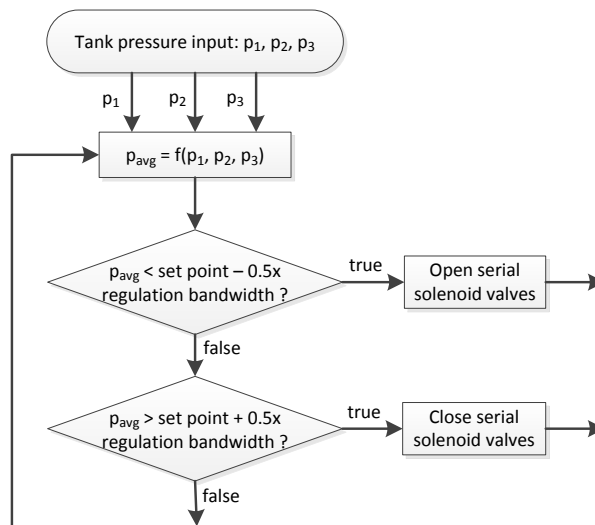 Tank pressure input: p₁, p₂, p₃
p₁
p₂
p₃
pavg = f(p₁, p₂, p₃)
pavg < set point – 0.5x
regulation bandwidth ?
true
Open serial
solenoid valves
false
pavg > set point + 0.5x
regulation bandwidth ?
true
Close serial
solenoid valves
false